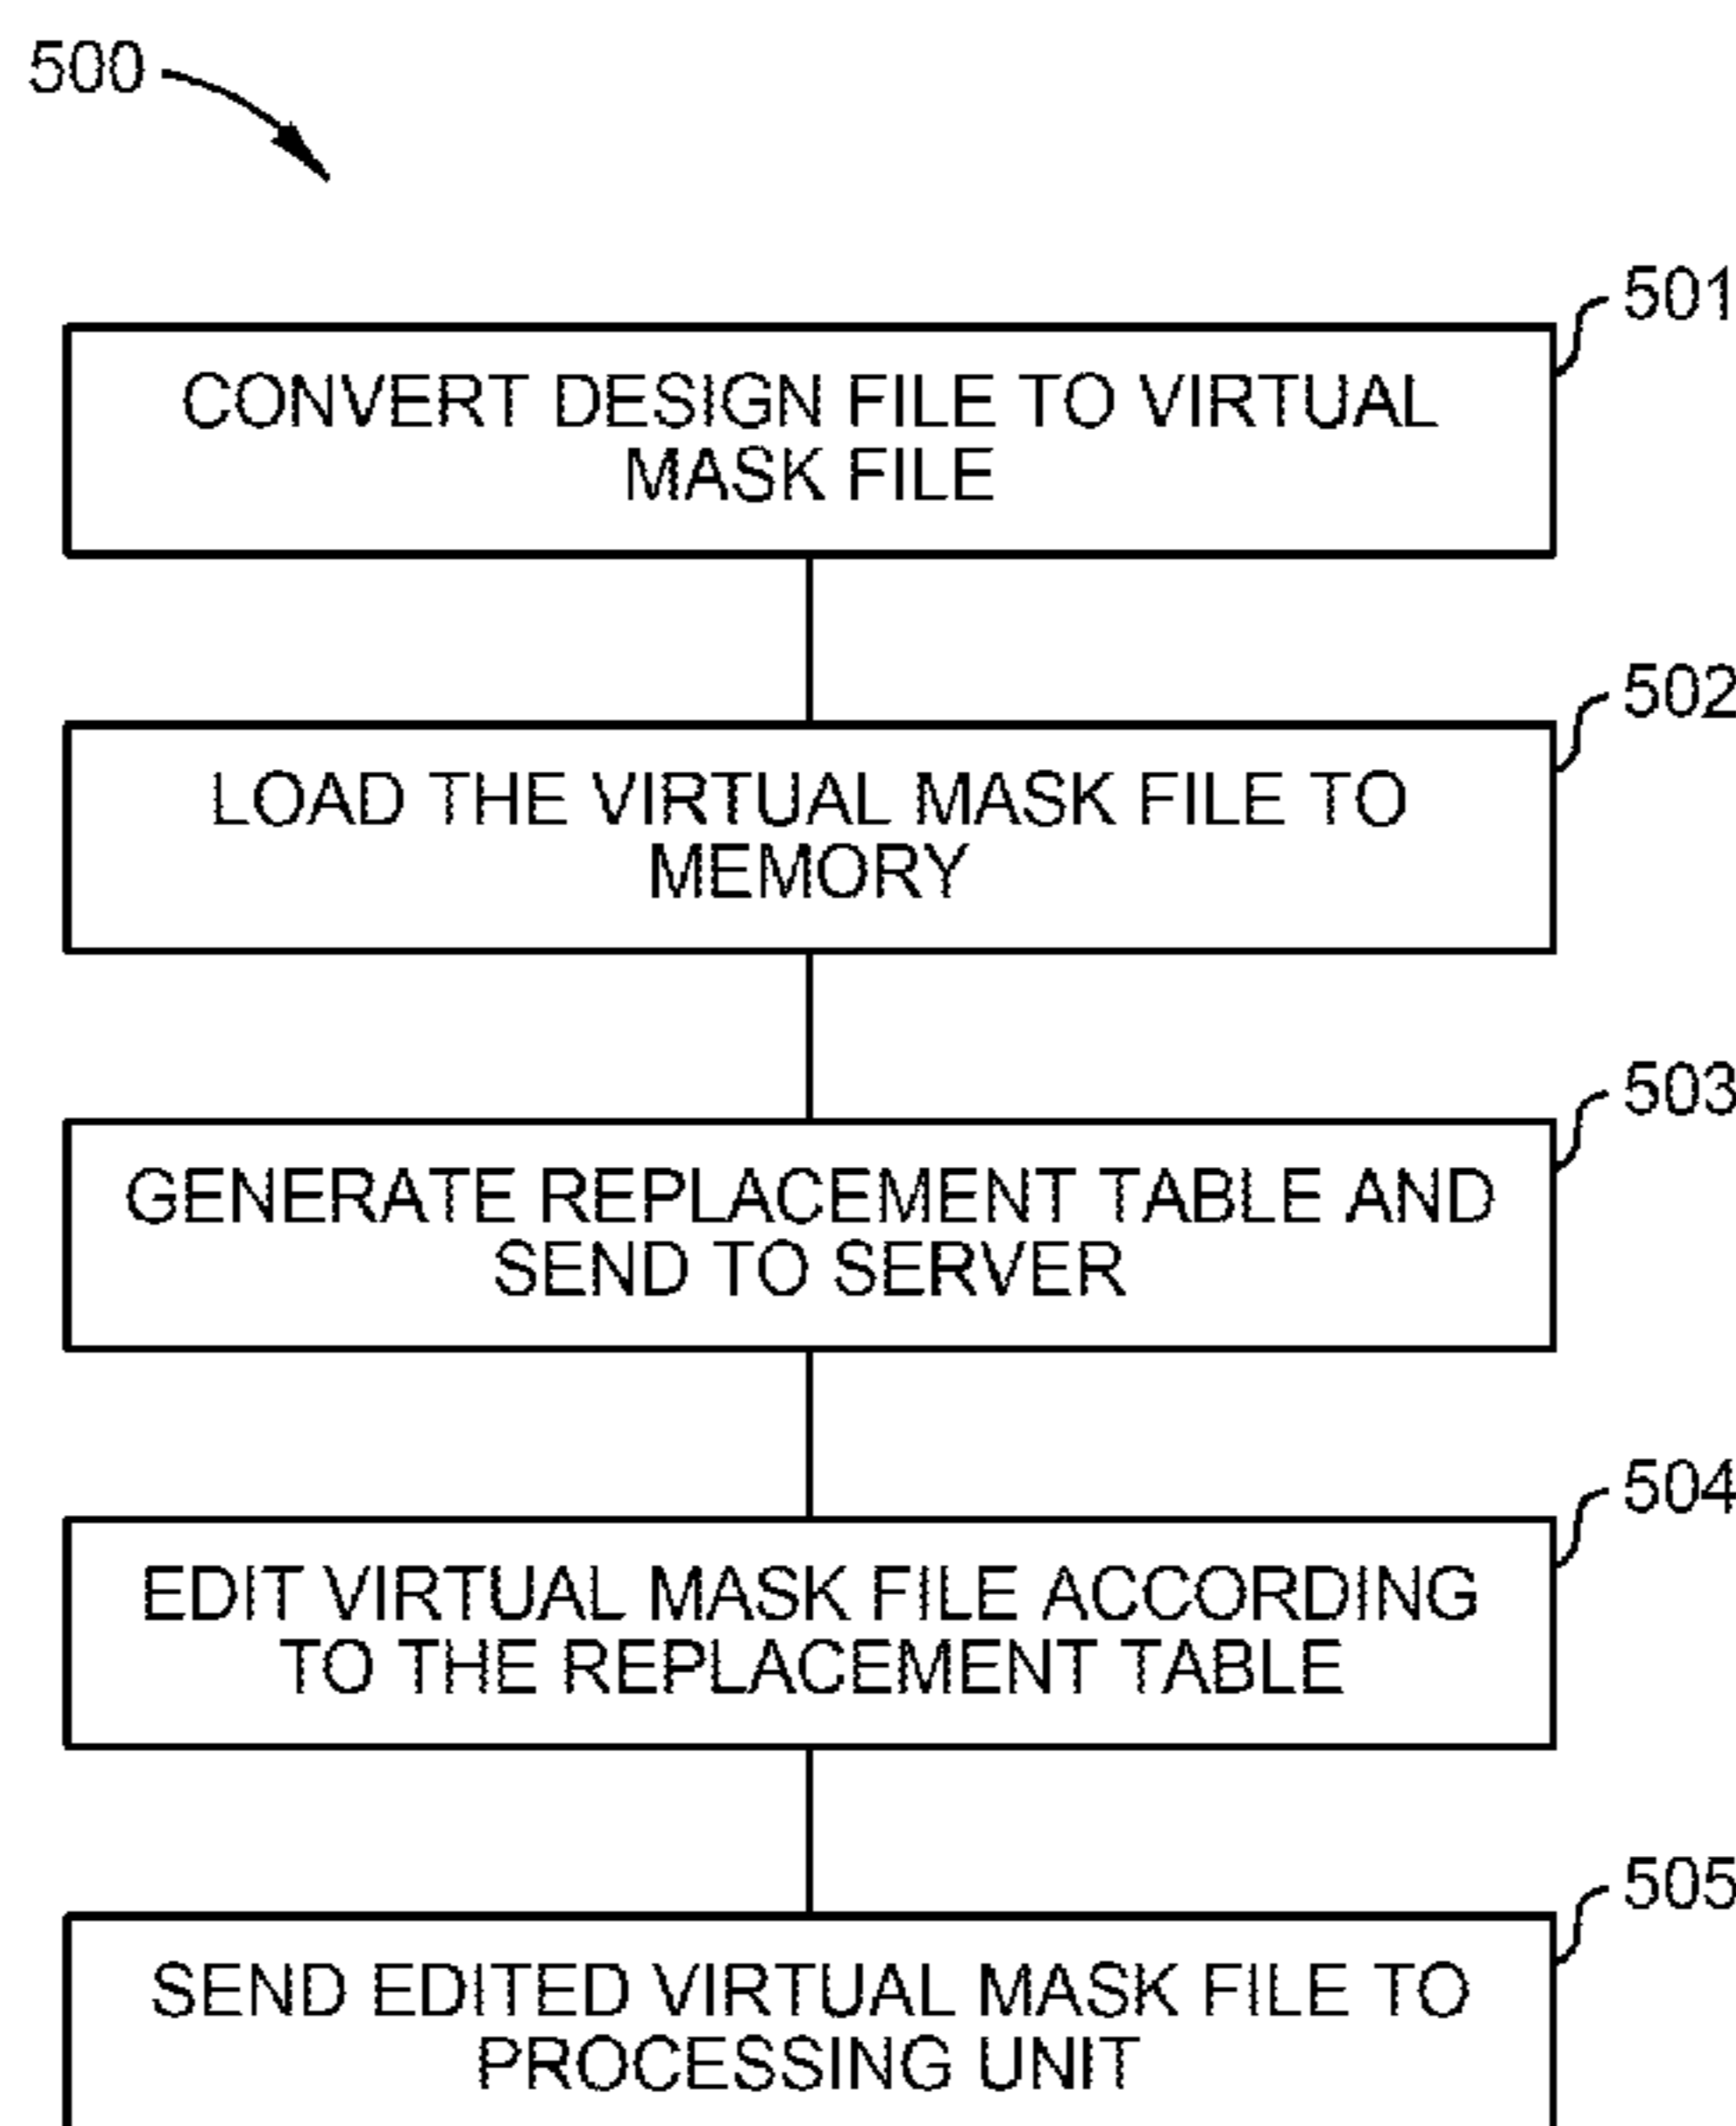 500
501
CONVERT DESIGN FILE TO VIRTUAL
MASK FILE
502
LOAD THE VIRTUAL MASK FILE TO
MEMORY
503
GENERATE REPLACEMENT TABLE AND
SEND TO SERVER
504
EDIT VIRTUAL MASK FILE ACCORDING
TO THE REPLACEMENT TABLE
505
SEND EDITED VIRTUAL MASK FILE TO
PROCESSING UNIT